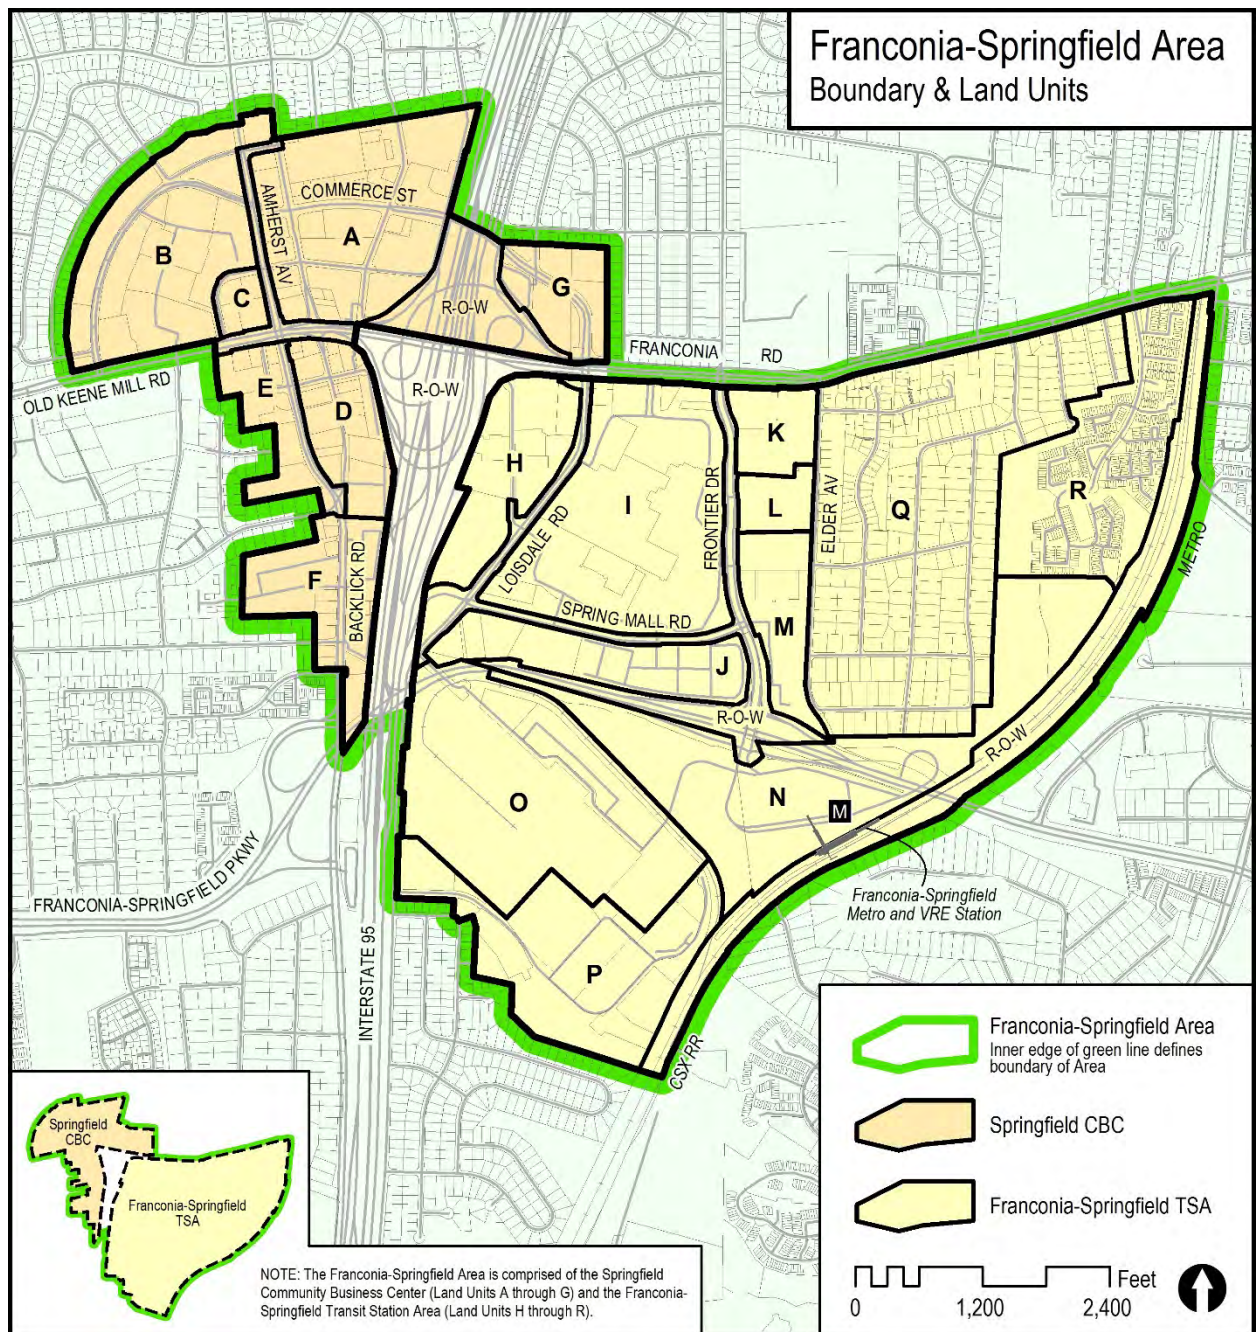 Franconia-Springfield Area
Boundary & Land Units
COMMERCE ST
AMHERST AV
A
B
C
G
R-O-W
FRANCONIA RD
R-O-W
OLD KEENE MILL RD
E
D
K
H
R
I
L
Q
ELDER AV
FRONTIER DR
LOISDALE RD
METRO
F
BACKLICK RD
SPRING MALL RD
M
J
R-O-W
R-O-W
O
N
M
FRANCONIA-SPRINGFIELD PKWY
Franconia-Springfield
Metro and VRE Station
INTERSTATE 95
P
CSX RR
Franconia-Springfield Area
Inner edge of green line defines
boundary of Area
Springfield CBC
Franconia-Springfield TSA
Feet
0 1,200 2,400
Springfield
CBC
Franconia-Springfield
TSA
NOTE: The Franconia-Springfield Area is comprised of the Springfield
Community Business Center (Land Units A through G) and the Franconia-
Springfield Transit Station Area (Land Units H through R).